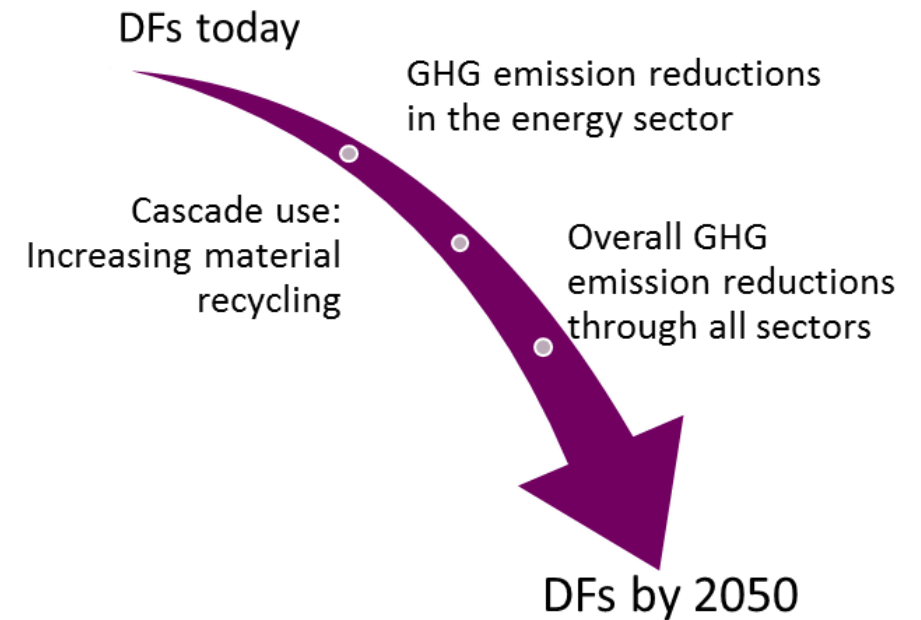 DFs today
GHG emission reductions
in the energy sector
Cascade use:
Increasing material
recycling
Overall GHG
emission reductions
through all sectors
DFs by 2050